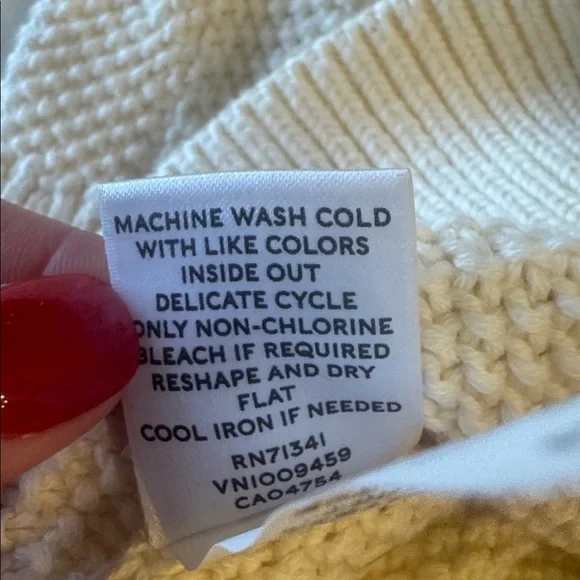 MACHINE WASH COLD
WITH LIKE COLORS
INSIDE OUT
DELICATE CYCLE
ONLY NON-CHLORINE
BLEACH IF REQUIRED
RESHAPE AND DRY
FLAT
COOL IRON IF NEEDED
RN71341
VN1009459
CA04754